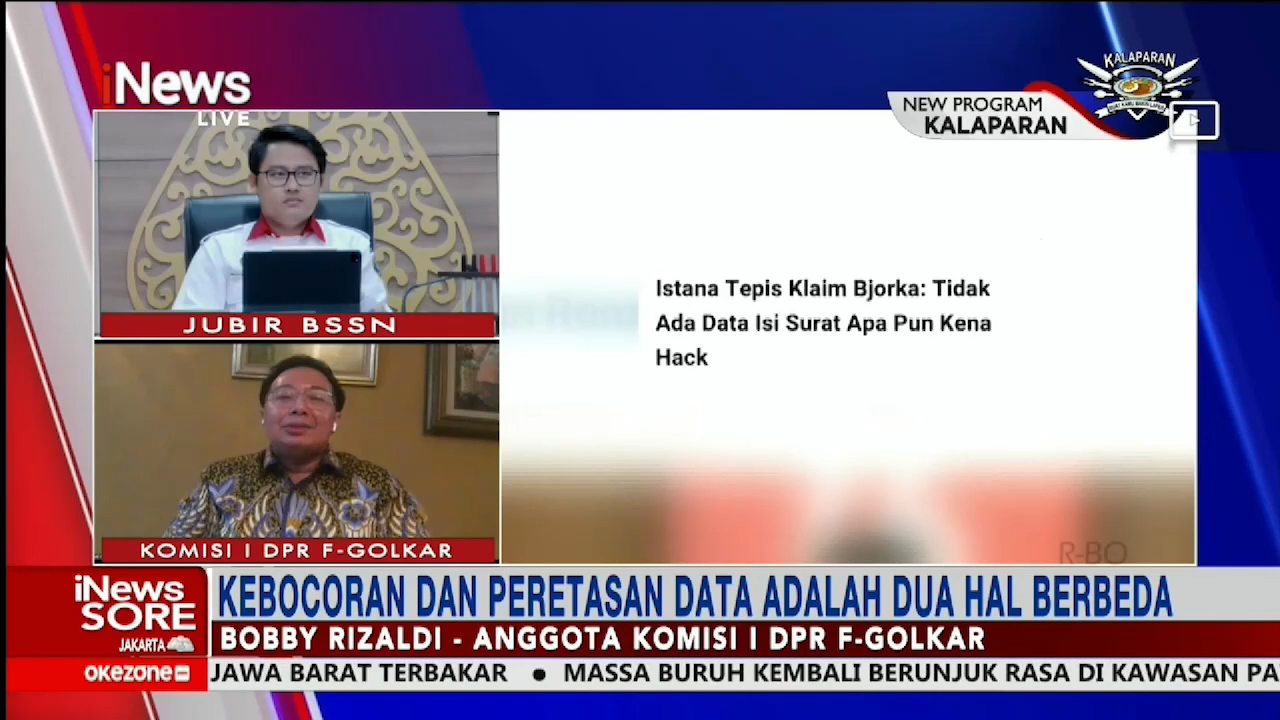 iNews
LIVE
KALAPARAN
NEW PROGRAM
KALAPARAN
JUBIR BSSN
Istana Tepis Klaim Bjorka: Tidak
Ada Data Isi Surat Apa Pun Kena
Hack
KOMISI I DPR F-GOLKAR
R-BO
iNews
SORE
JAKARTA
KEBOCORAN DAN PERETASAN DATA ADALAH DUA HAL BERBEDA
BOBBY RIZALDI - ANGGOTA KOMISI I DPR F-GOLKAR
okezone
JAWA BARAT TERBAKAR ● MASSA BURUH KEMBALI BERUNJUK RASA DI KAWASAN PA